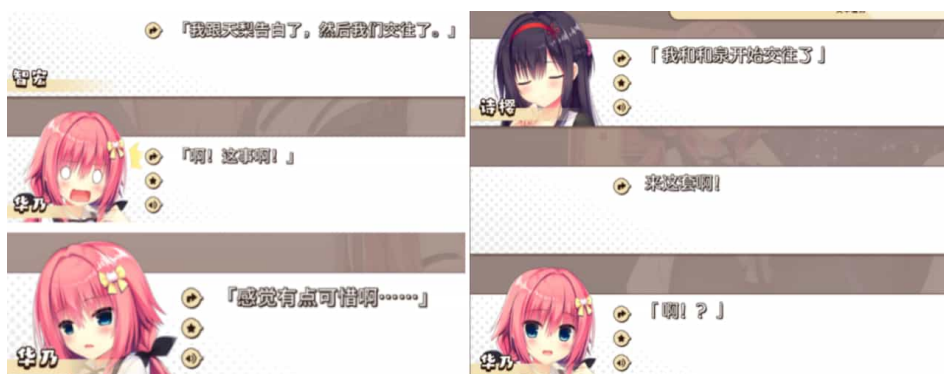 「我跟天梨告白了，然后我们交往了。」
智宏
「啊！这事啊！」
华乃
「感觉有点可惜啊……」
华乃
「我和和泉开始交往了」
诗樱
来这套啊！
「啊！？」
华乃